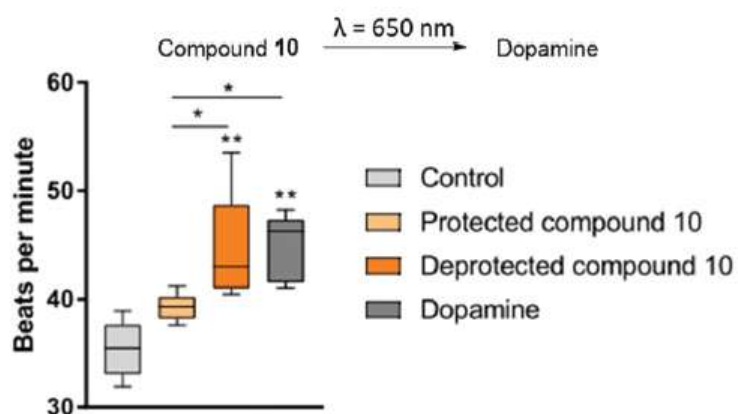 λ = 650 nm
Compound 10 Dopamine
60
50
40
30
Beats per minute
*
*
**
**
Control
Protected compound 10
Deprotected compound 10
Dopamine